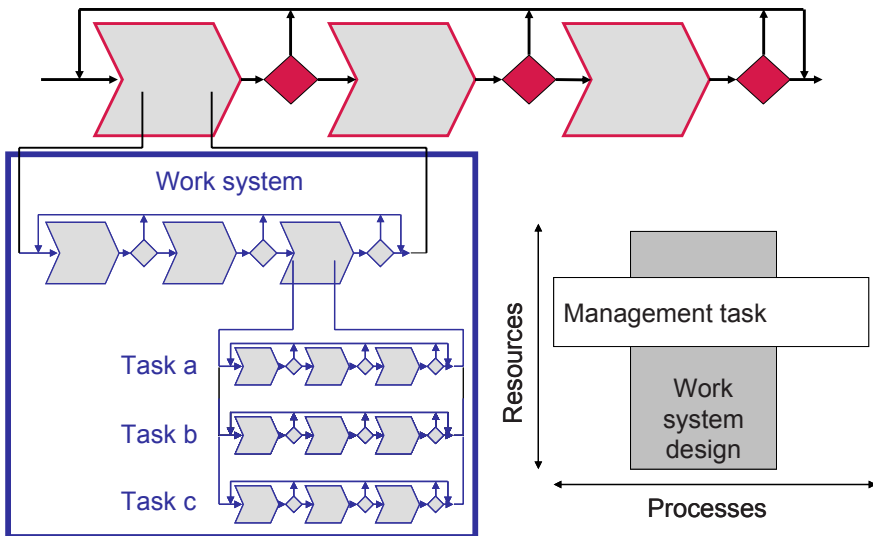 Work system
Task a
Task b
Task c
Resources
Management task
Work
system
design
Processes